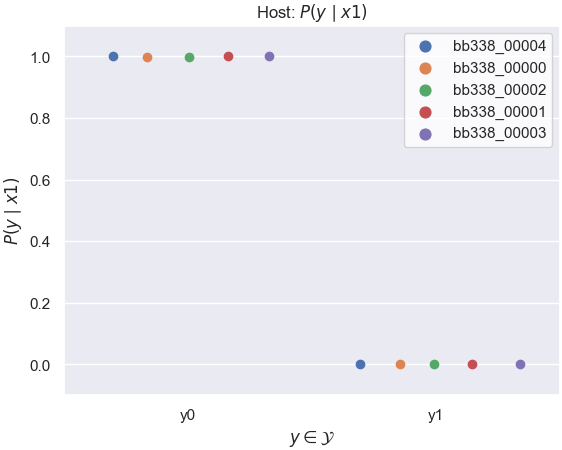 Host: P(y | x1)
bb338_00004
bb338_00000
bb338_00002
bb338_00001
bb338_00003
P(y | x1)
1.0
0.8
0.6
0.4
0.2
0.0
y0 y1
y ∈ 𝒴